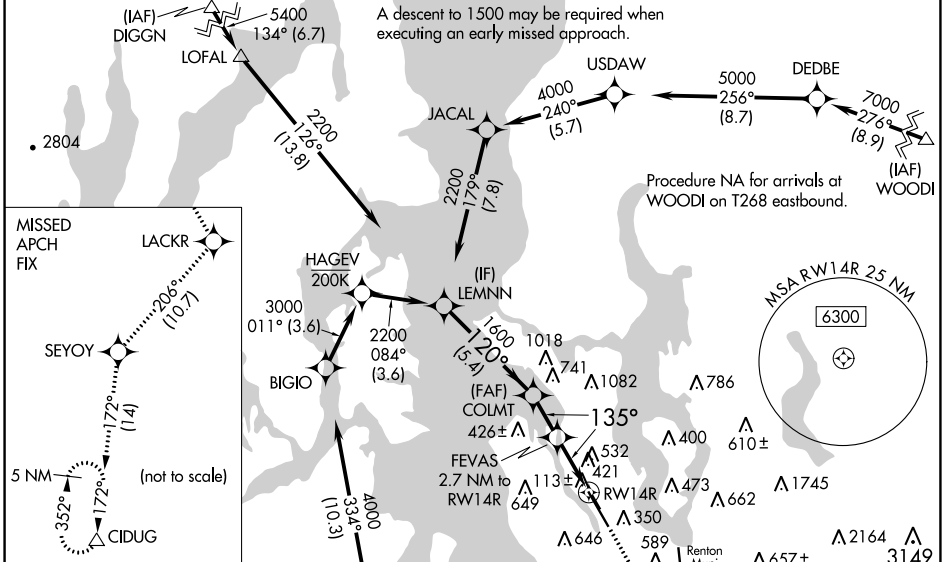 (IAF)
DIGGN
5400
134° (6.7)
LOFAL
A descent to 1500 may be required when
executing an early missed approach.
USDAW
DEDBE
4000
240°
(5.7)
5000
256°
(8.7)
7000
276°
(8.9)
(IAF)
WOODI
JACAL
2804
2200
126°
(13.8)
2200
179°
(7.8)
Procedure NA for arrivals at
WOODI on T268 eastbound.
MISSED
APCH
FIX
LACKR
206°
(10.7)
SEYOY
172°
(14)
5 NM
(not to scale)
352°
172°
CIDUG
HAGEV
200K
(IF)
LEMNN
3000
011° (3.6)
2200
084°
(3.6)
BIGIO
1600
120°
(5.4)
MSA RW14R 25 NM
6300
1018
741
1082
786
(FAF)
COLMT
135°
426±
400
610±
FEVAS
2.7 NM to
RW14R
532
421
113±
649
RW14R
473
662
1745
350
4000
334°
(10.3)
646
589
Renton
657±
2164
3149